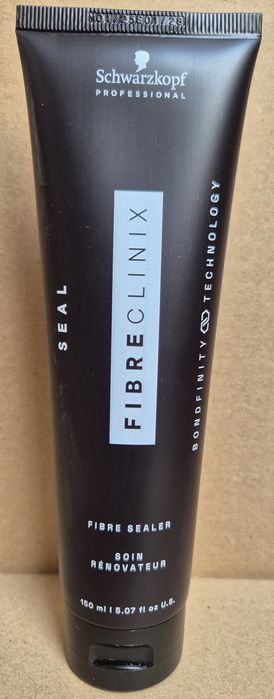 Schwarzkopf
PROFESSIONAL
SEAL
FIBRECLINIX
BONDFINITY TECHNOLOGY
FIBRE SEALER
SOIN
RÉNOVATEUR
150 ml | 5.07 fl oz U.S.